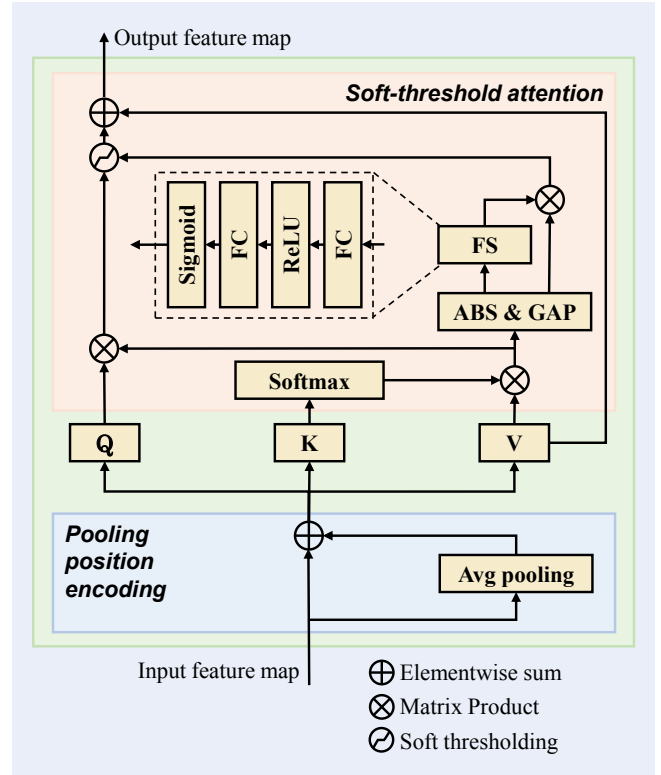 Output feature map
Soft-threshold attention
Sigmoid
FC
ReLU
FC
FS
ABS & GAP
Softmax
Q
K
V
Pooling
position
encoding
Avg pooling
Input feature map
Elementwise sum
Matrix Product
Soft thresholding